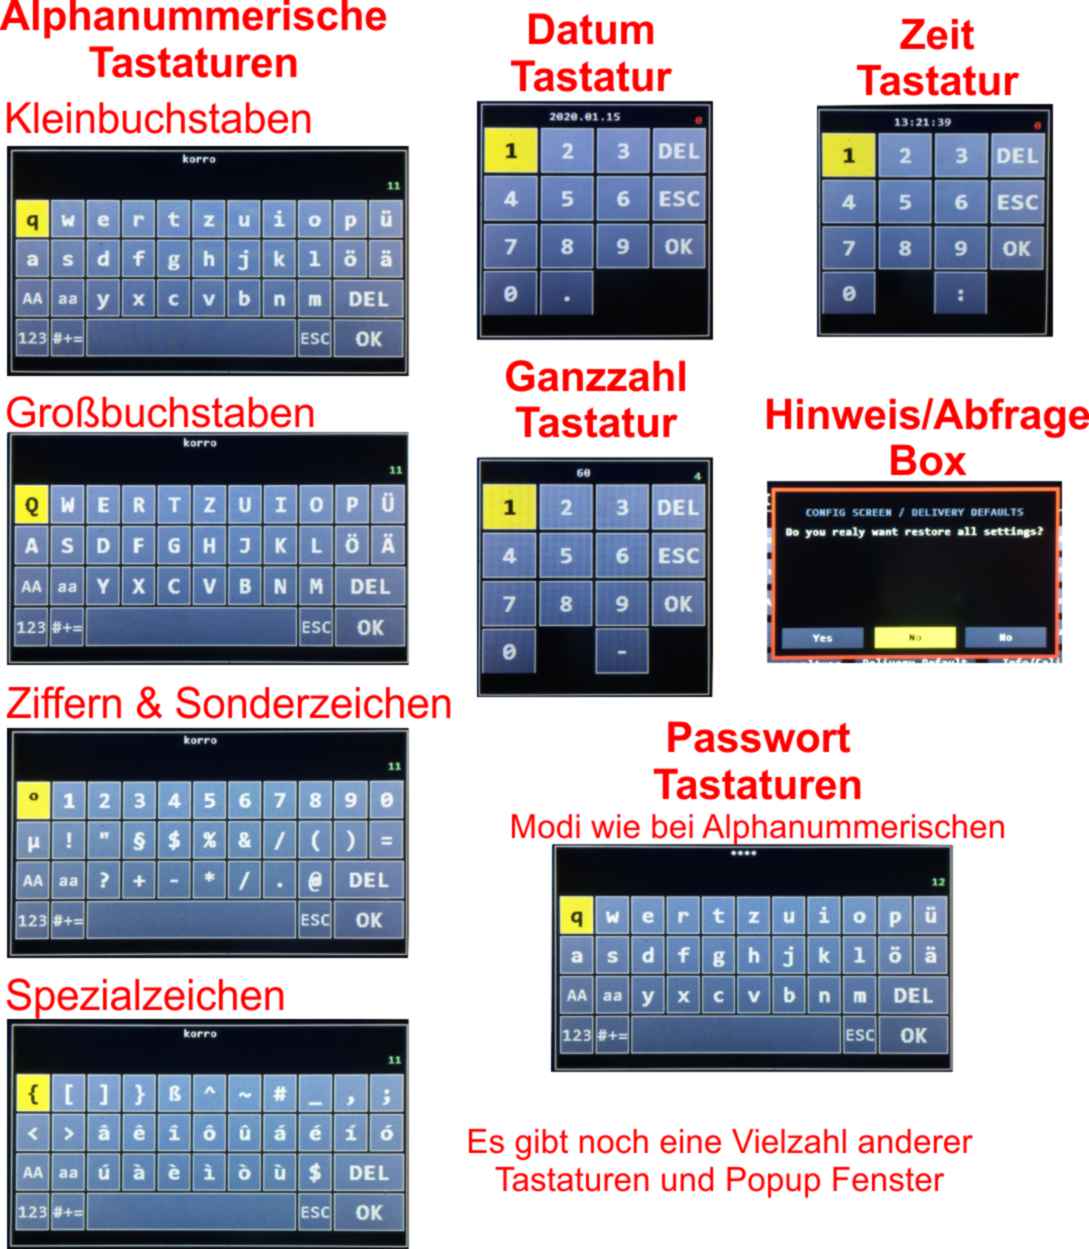 Alphanummerische
Tastaturen
Kleinbuchstaben
korro
11
q w e r t z u i o p ü
a s d f g h j k l ö ä
AA aa y x c v b n m DEL
123 #+= ESC OK
Großbuchstaben
korro
11
Q W E R T Z U I O P Ü
A S D F G H J K L Ö Ä
AA aa Y X C V B N M DEL
123 #+= ESC OK
Ziffern & Sonderzeichen
korro
11
° 1 2 3 4 5 6 7 8 9 0
µ ! " § $ % & / ( ) =
AA aa ? + - * / . @ DEL
123 #+= ESC OK
Spezialzeichen
korro
11
{ [ ] } ß ^ ~ # _ , ;
< > â ê î ô û á é í ó
AA aa ú à è ì ò ù $ DEL
123 #+= ESC OK
Datum
Tastatur
2020.01.15
0
1 2 3 DEL
4 5 6 ESC
7 8 9 OK
0 .
Zeit
Tastatur
13:21:39
0
1 2 3 DEL
4 5 6 ESC
7 8 9 OK
0 :
Ganzzahl
Tastatur
60
4
1 2 3 DEL
4 5 6 ESC
7 8 9 OK
0 -
Hinweis/Abfrage
Box
CONFIG SCREEN / DELIVERY DEFAULTS
Do you realy want restore all settings?
Yes No No
Passwort
Tastaturen
Modi wie bei Alphanummerischen
****
12
q w e r t z u i o p ü
a s d f g h j k l ö ä
AA aa y x c v b n m DEL
123 #+= ESC OK
Es gibt noch eine Vielzahl anderer
Tastaturen und Popup Fenster